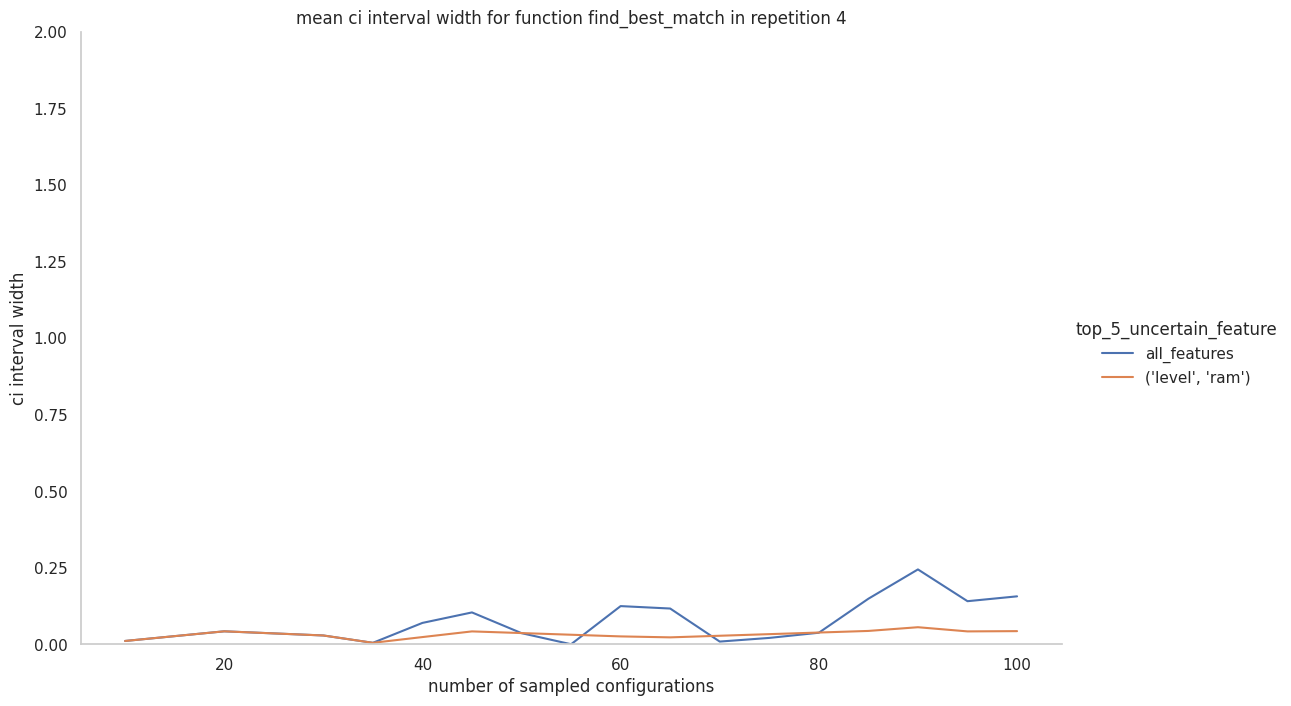 mean ci interval width for function find_best_match in repetition 4
2.00
1.75
1.50
1.25
1.00
0.75
0.50
0.25
0.00
ci interval width
20
40
60
80
100
number of sampled configurations
top_5_uncertain_feature
all_features
('level', 'ram')